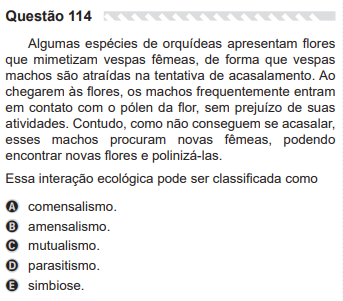 Questão 114
Algumas espécies de orquídeas apresentam flores
que mimetizam vespas fêmeas, de forma que vespas
machos são atraídas na tentativa de acasalamento. Ao
chegarem às flores, os machos frequentemente entram
em contato com o pólen da flor, sem prejuízo de suas
atividades. Contudo, como não conseguem se acasalar,
esses machos procuram novas fêmeas, podendo
encontrar novas flores e polinizá-las.
Essa interação ecológica pode ser classificada como
A comensalismo.
B amensalismo.
C mutualismo.
D parasitismo.
E simbiose.